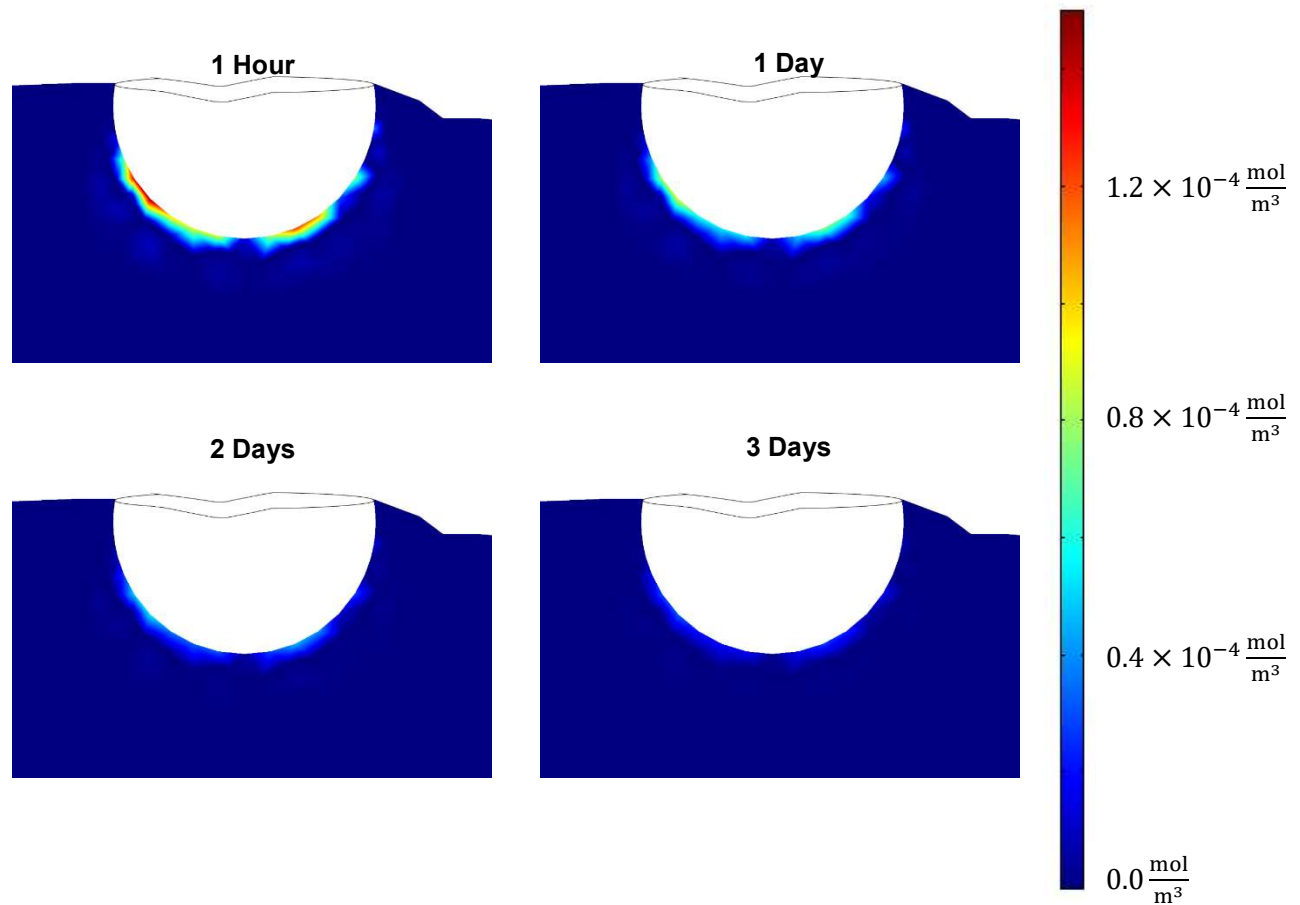 1 Hour
1 Day
2 Days
3 Days
1.2 × 10⁻⁴ mol/m³
0.8 × 10⁻⁴ mol/m³
0.4 × 10⁻⁴ mol/m³
0.0 mol/m³